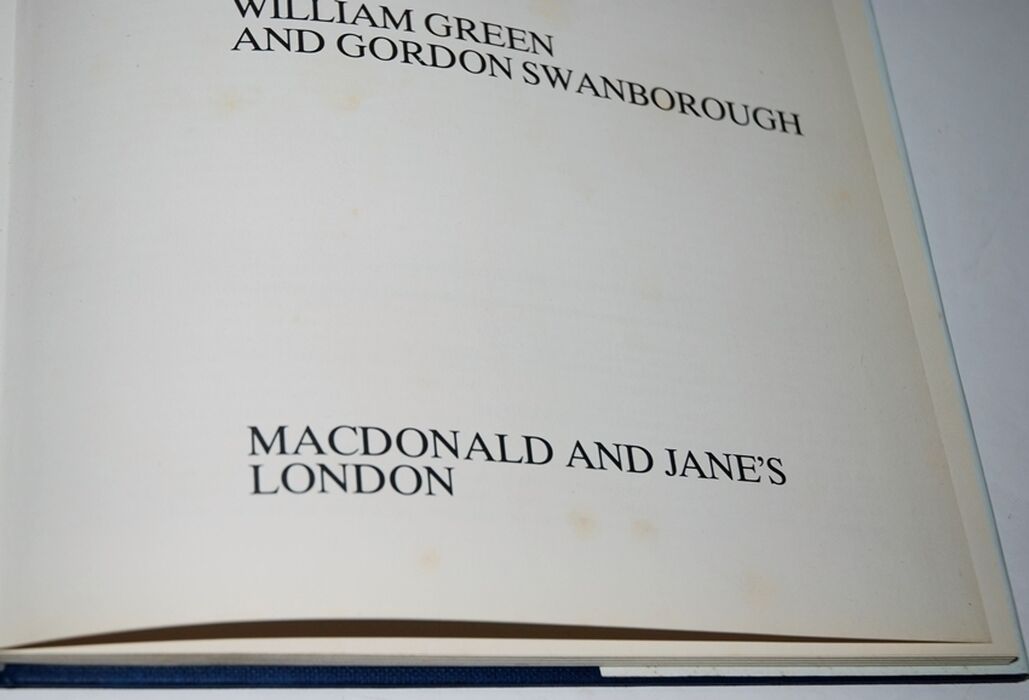 WILLIAM GREEN
AND GORDON SWANBOROUGH
MACDONALD AND JANE'S
LONDON